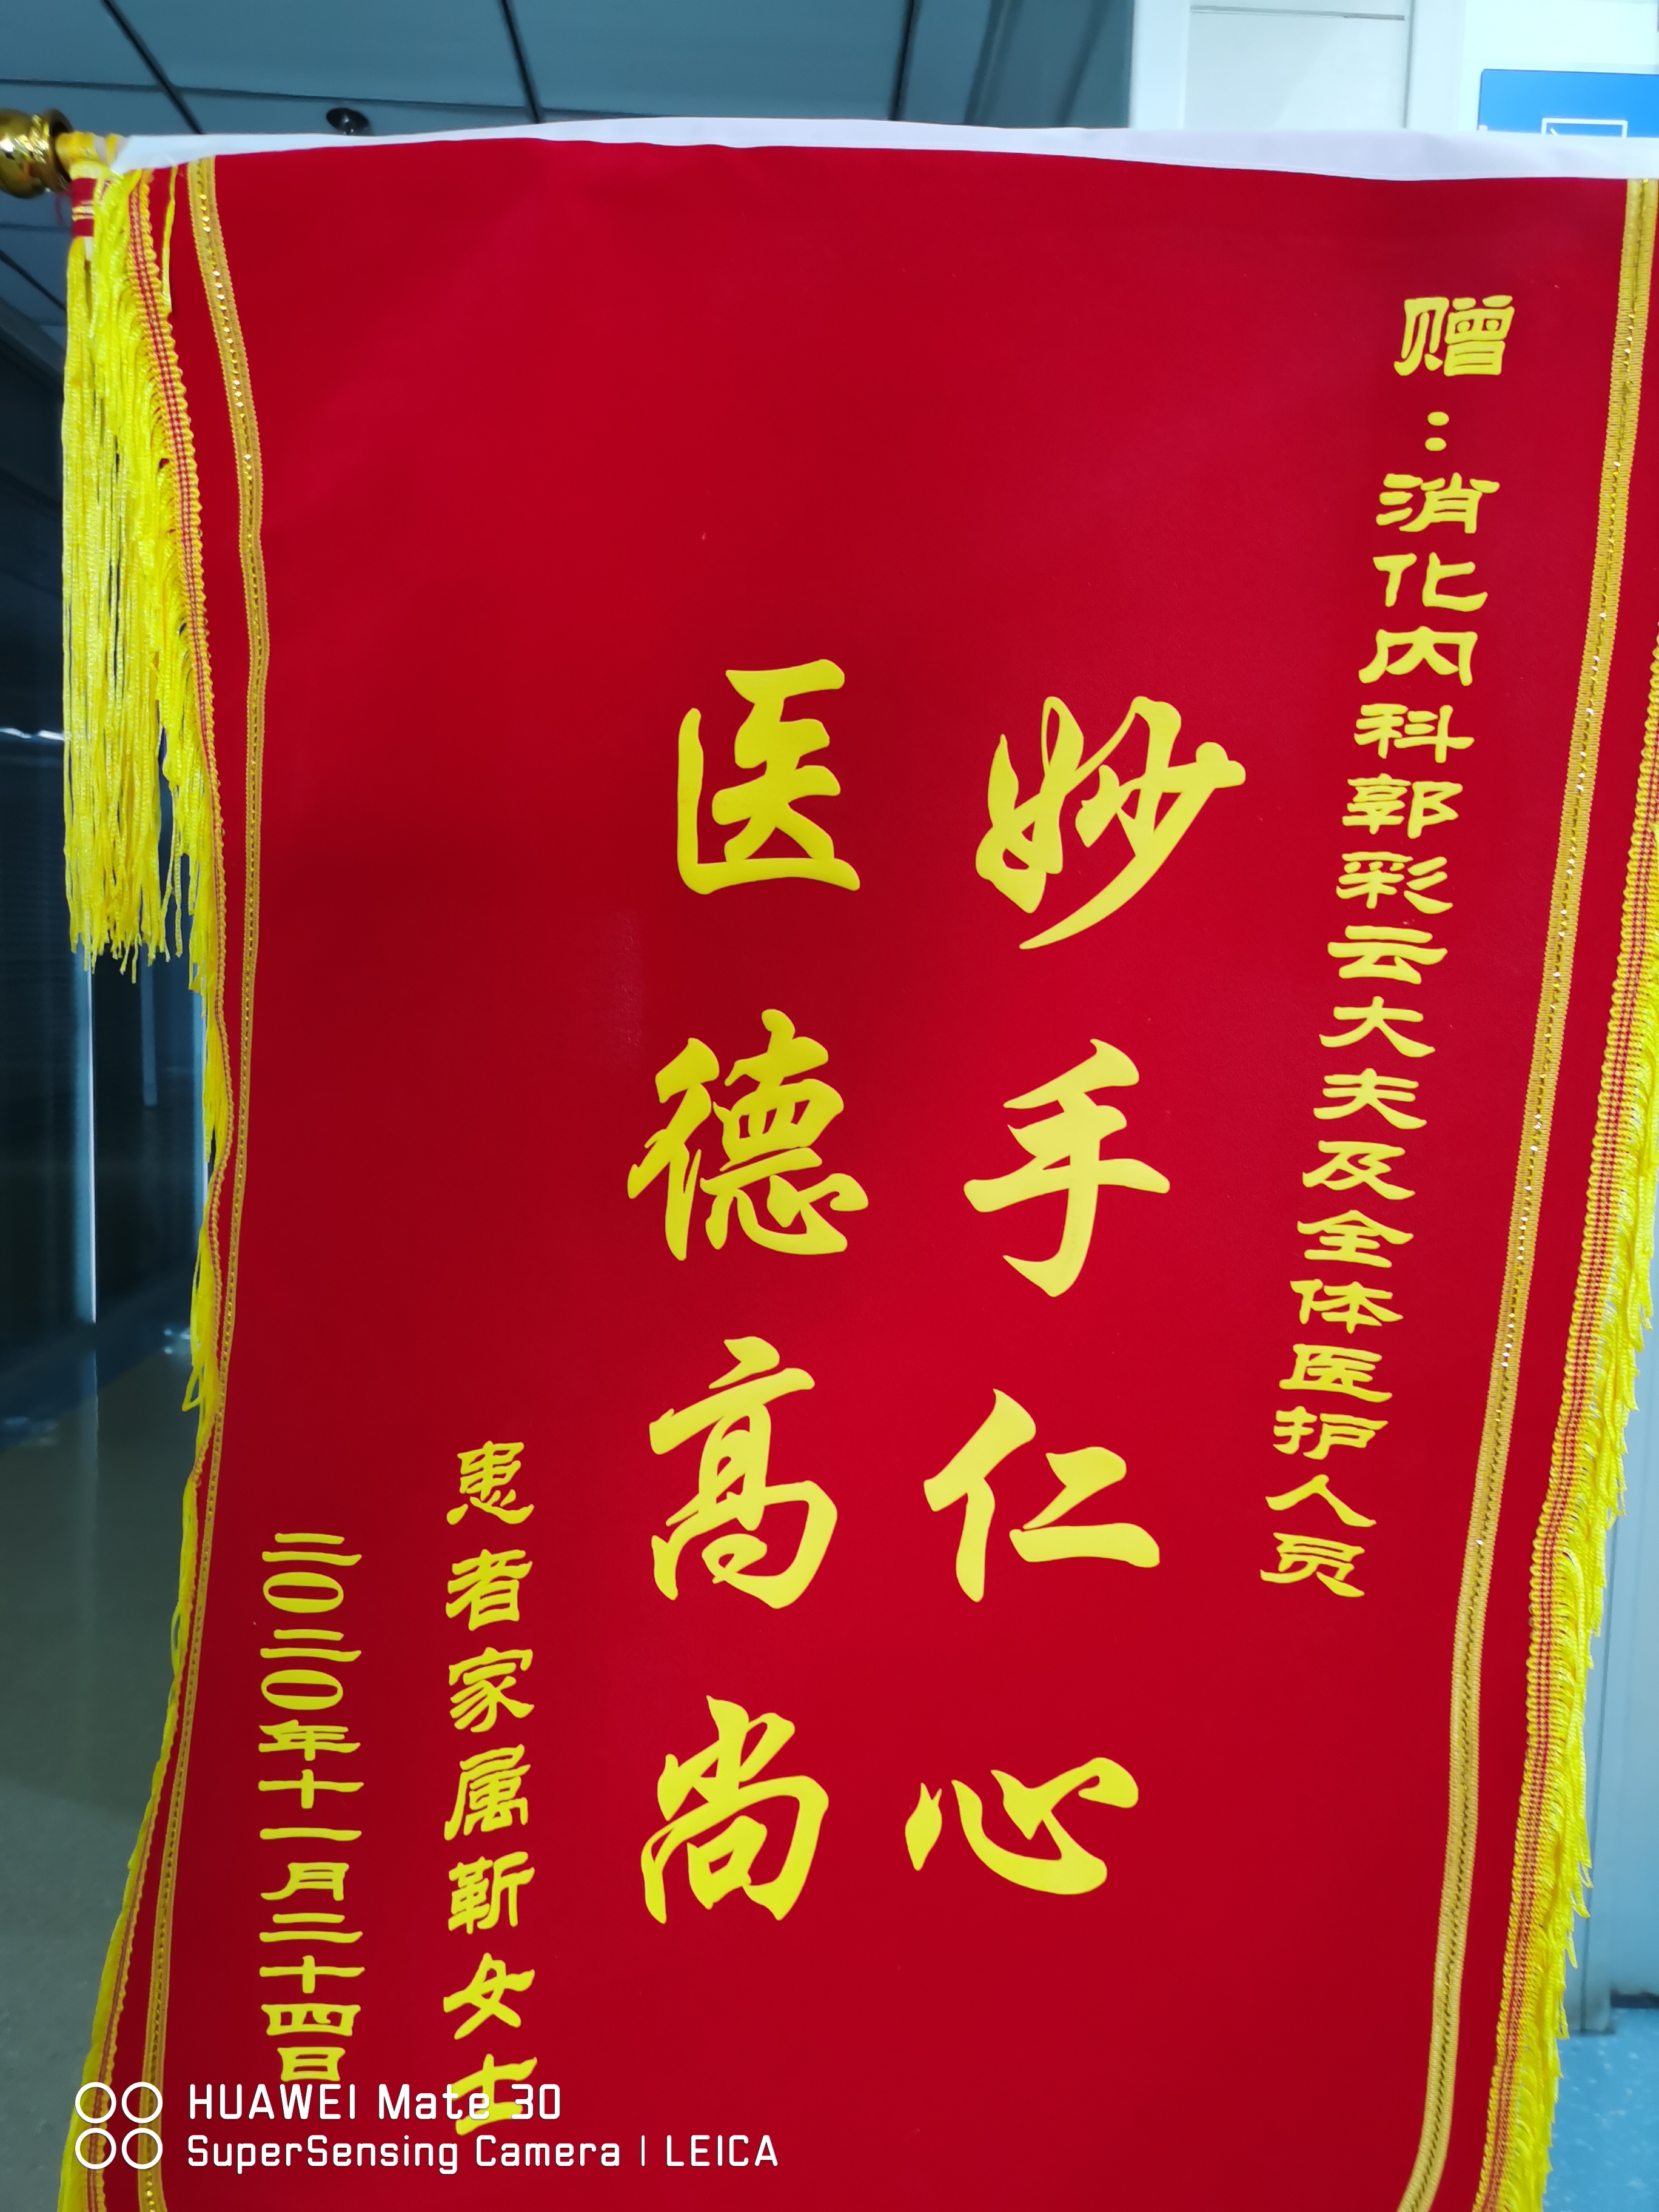 赠：消化内科郭彩云大夫及全体医护人员
妙手仁心
医德高尚
患者家属靳女士
二〇二〇年十一月二十四日
HUAWEI Mate 30
SuperSensing Camera | LEICA